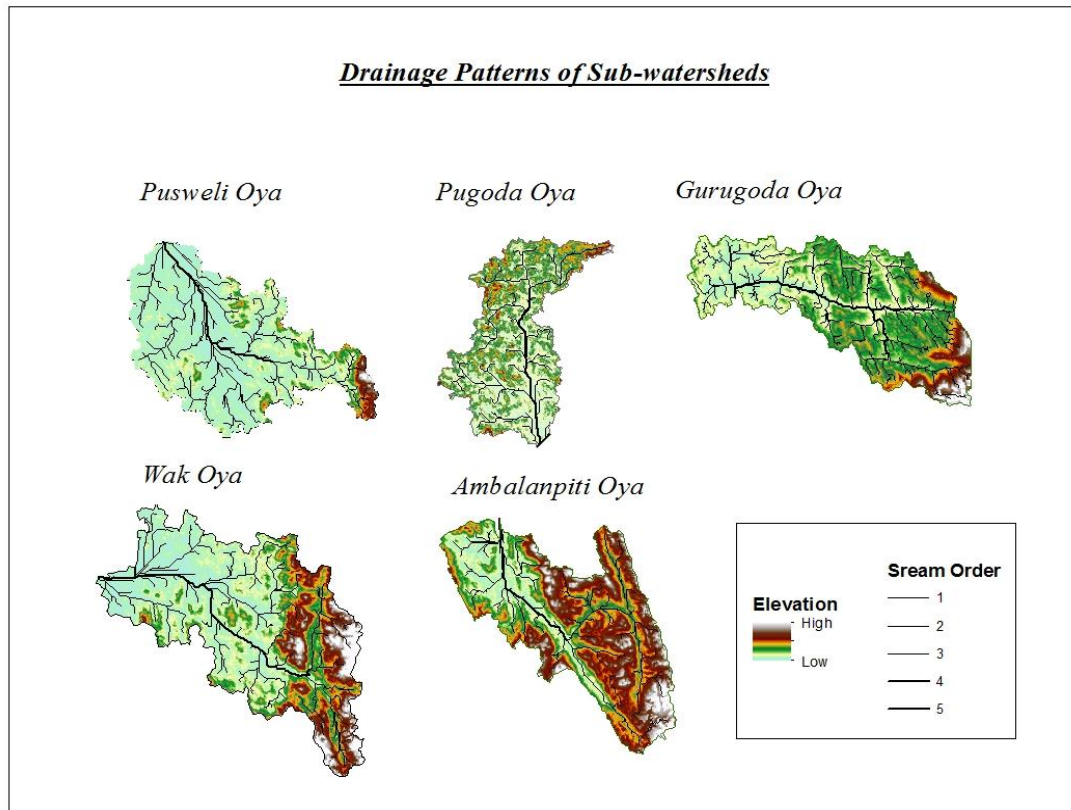 Drainage Patterns of Sub-watersheds
Pusweli Oya
Pugoda Oya
Gurugoda Oya
Wak Oya
Ambalanpiti Oya
Elevation
High
Low
Sream Order
1
2
3
4
5